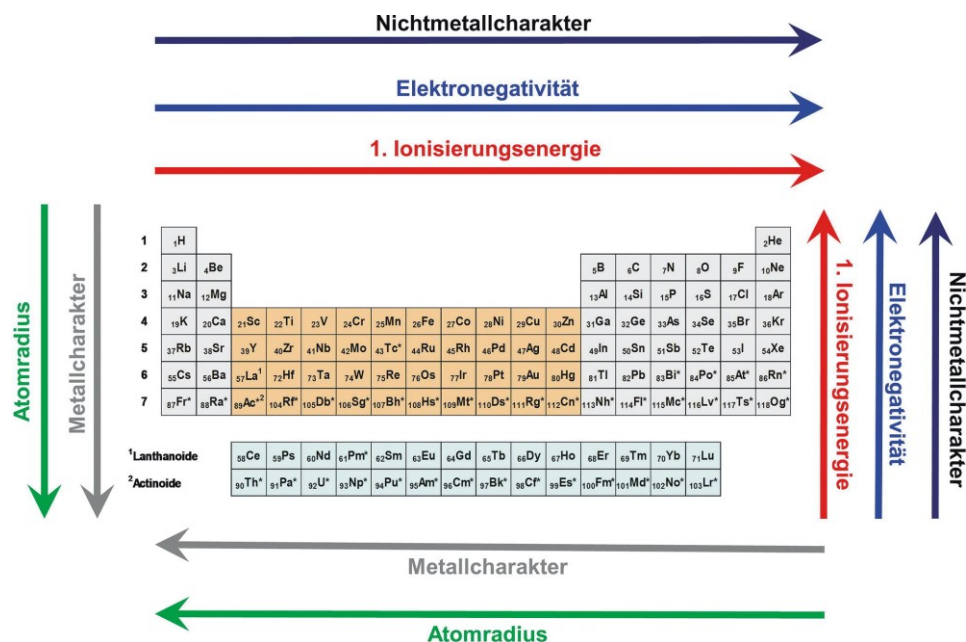 Nichtmetallcharakter
Elektronegativität
1. Ionisierungsenergie
Atomradius
Metallcharakter
1 1H 2He
2 3Li 4Be 5B 6C 7N 8O 9F 10Ne
3 11Na 12Mg 13Al 14Si 15P 16S 17Cl 18Ar
4 19K 20Ca 21Sc 22Ti 23V 24Cr 25Mn 26Fe 27Co 28Ni 29Cu 30Zn 31Ga 32Ge 33As 34Se 35Br 36Kr
5 37Rb 38Sr 39Y 40Zr 41Nb 42Mo 43Tc* 44Ru 45Rh 46Pd 47Ag 48Cd 49In 50Sn 51Sb 52Te 53I 54Xe
6 55Cs 56Ba 57La¹ 72Hf 73Ta 74W 75Re 76Os 77Ir 78Pt 79Au 80Hg 81Tl 82Pb 83Bi* 84Po* 85At* 86Rn*
7 87Fr* 88Ra* 89Ac*² 104Rf* 105Db* 106Sg* 107Bh* 108Hs* 109Mt* 110Ds* 111Rg* 112Cn* 113Nh* 114Fl* 115Mc* 116Lv* 117Ts* 118Og*
¹Lanthanoide 58Ce 59Ps 60Nd 61Pm* 62Sm 63Eu 64Gd 65Tb 66Dy 67Ho 68Er 69Tm 70Yb 71Lu
²Actinoide 90Th* 91Pa* 92U* 93Np* 94Pu* 95Am* 96Cm* 97Bk* 98Cf* 99Es* 100Fm* 101Md* 102No* 103Lr*
1. Ionisierungsenergie
Elektronegativität
Nichtmetallcharakter
Metallcharakter
Atomradius